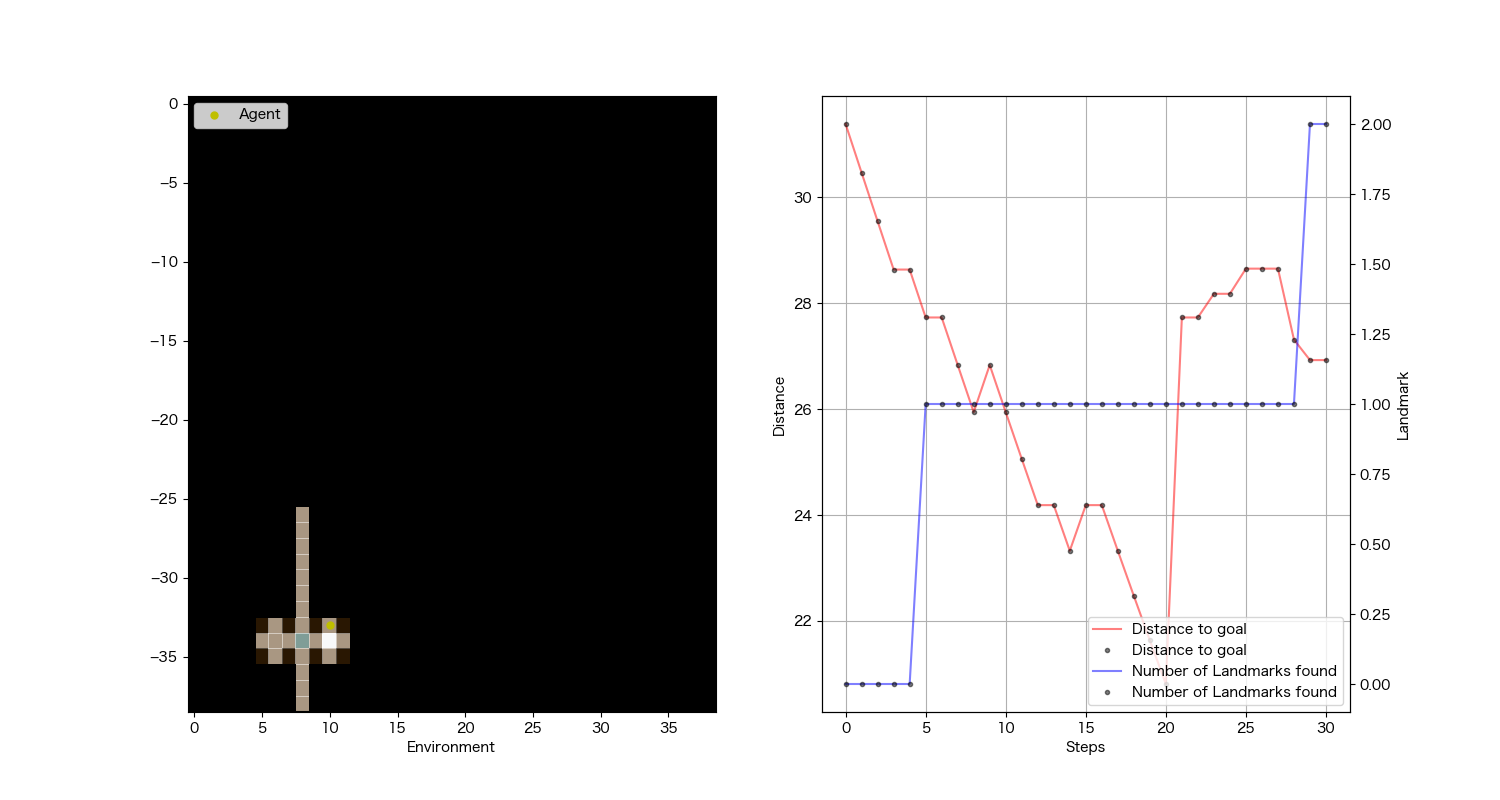 Agent
0
−5
−10
−15
−20
−25
−30
−35
0 5 10 15 20 25 30 35
Environment
Distance
30
28
26
24
22
0 5 10 15 20 25 30
Steps
2.00
1.75
1.50
1.25
1.00
0.75
0.50
0.25
0.00
Landmark
Distance to goal
Distance to goal
Number of Landmarks found
Number of Landmarks found